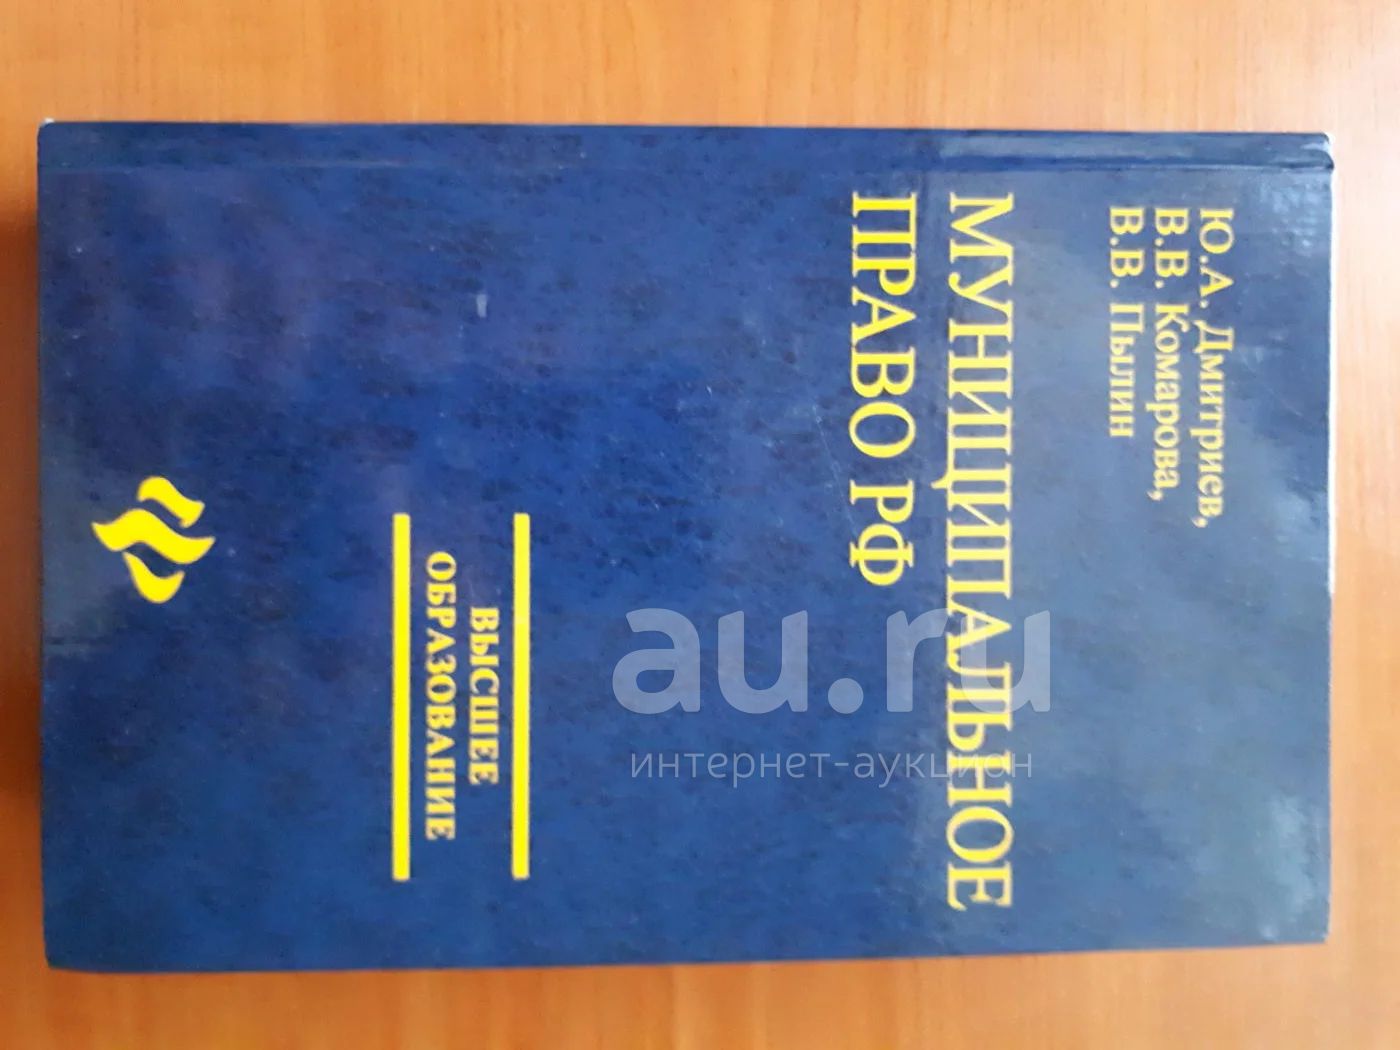 Ю.А. Дмитриев,
В.В. Комарова,
В.В. Пылин
МУНИЦИПАЛЬНОЕ
ПРАВО РФ
ВЫСШЕЕ
ОБРАЗОВАНИЕ
au.ru
интернет-аукцион